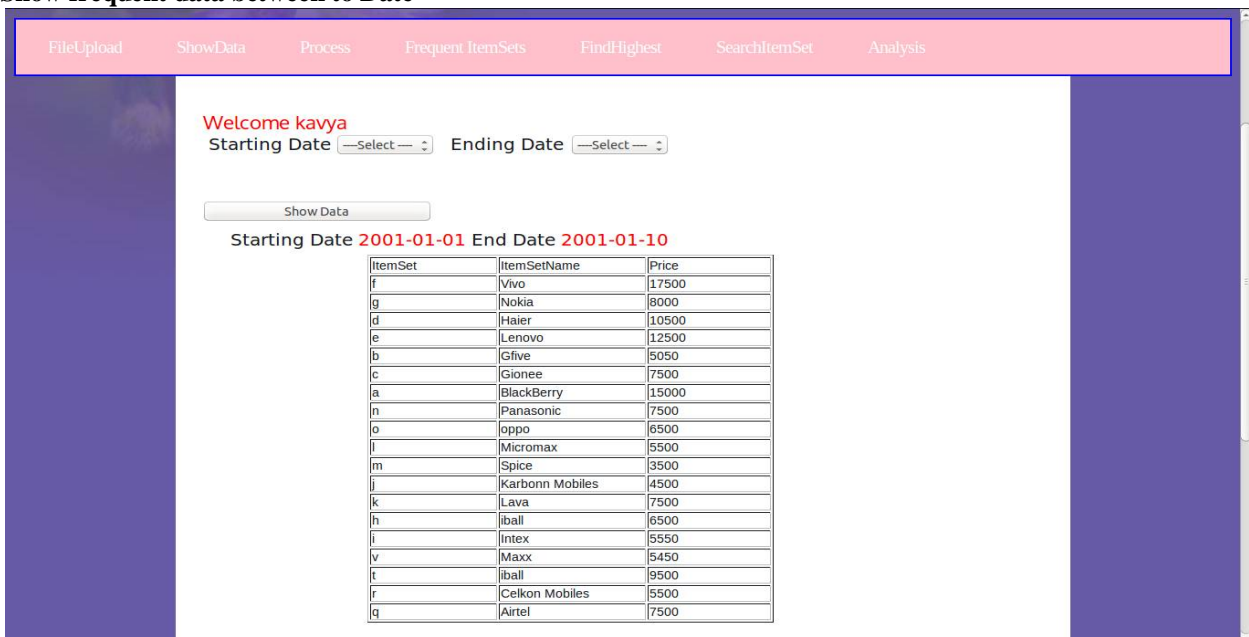 Show frequent data between to Date
FileUpload ShowData Process Frequent ItemSets FindHighest SearchItemSet Analysis
Welcome kavya
Starting Date ---Select --- Ending Date ---Select ---
Show Data
Starting Date 2001-01-01 End Date 2001-01-10
ItemSet ItemSetName Price
f Vivo 17500
g Nokia 8000
d Haier 10500
e Lenovo 12500
b Gfive 5050
c Gionee 7500
a BlackBerry 15000
n Panasonic 7500
o oppo 6500
l Micromax 5500
m Spice 3500
j Karbonn Mobiles 4500
k Lava 7500
h iball 6500
i Intex 5550
v Maxx 5450
t iball 9500
r Celkon Mobiles 5500
q Airtel 7500